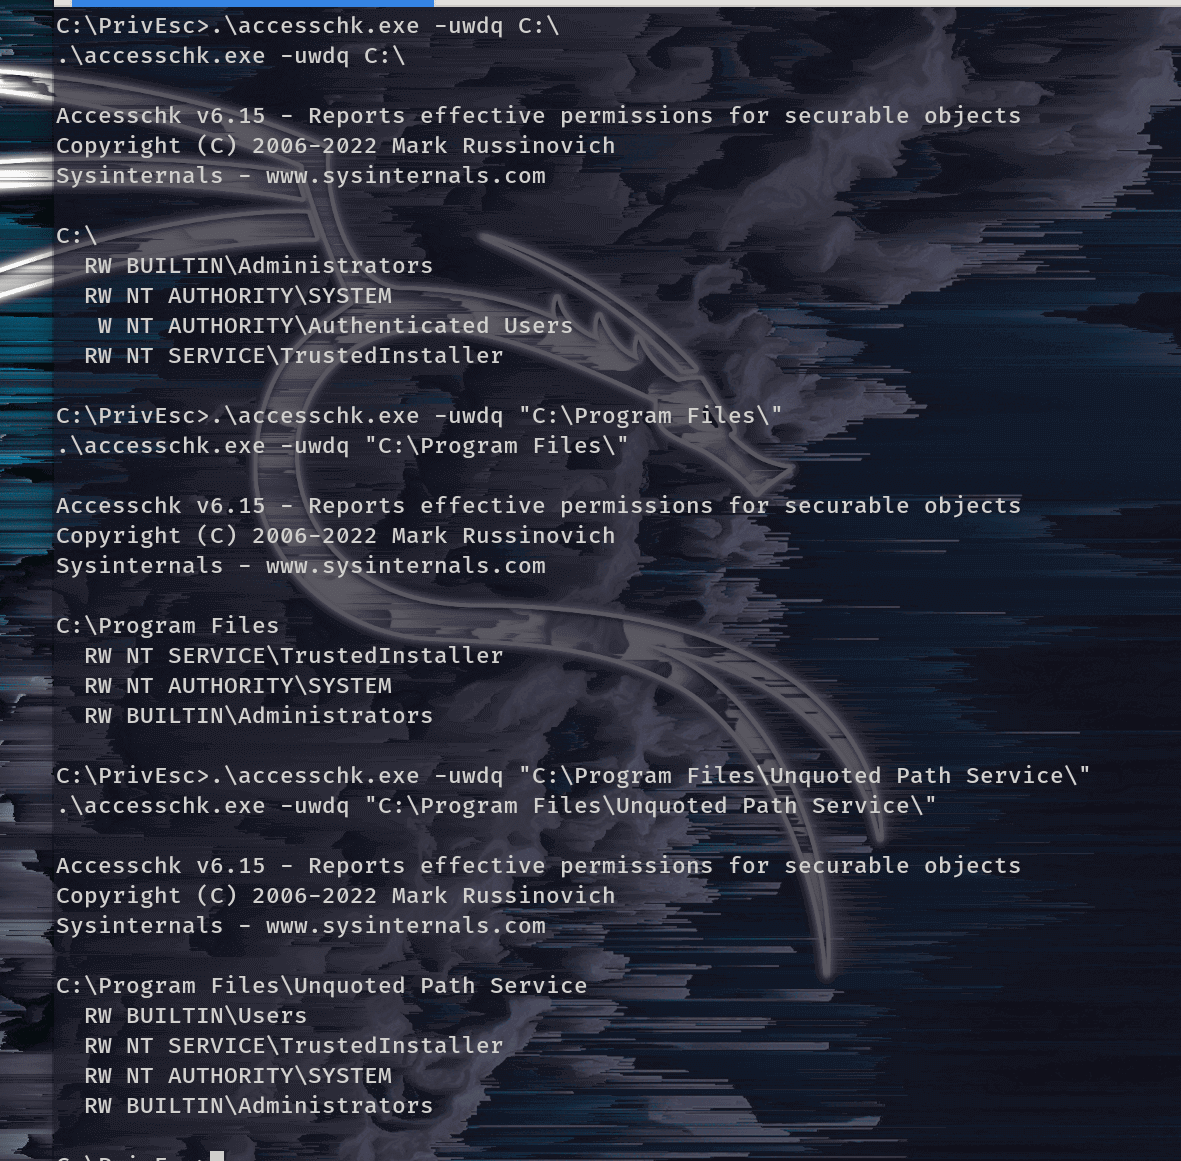 C:\PrivEsc>.\accesschk.exe -uwdq C:\
.\accesschk.exe -uwdq C:\
Accesschk v6.15 - Reports effective permissions for securable objects
Copyright (C) 2006-2022 Mark Russinovich
Sysinternals - www.sysinternals.com
C:\
  RW BUILTIN\Administrators
  RW NT AUTHORITY\SYSTEM
   W NT AUTHORITY\Authenticated Users
  RW NT SERVICE\TrustedInstaller
C:\PrivEsc>.\accesschk.exe -uwdq "C:\Program Files\"
.\accesschk.exe -uwdq "C:\Program Files\"
Accesschk v6.15 - Reports effective permissions for securable objects
Copyright (C) 2006-2022 Mark Russinovich
Sysinternals - www.sysinternals.com
C:\Program Files
  RW NT SERVICE\TrustedInstaller
  RW NT AUTHORITY\SYSTEM
  RW BUILTIN\Administrators
C:\PrivEsc>.\accesschk.exe -uwdq "C:\Program Files\Unquoted Path Service\"
.\accesschk.exe -uwdq "C:\Program Files\Unquoted Path Service\"
Accesschk v6.15 - Reports effective permissions for securable objects
Copyright (C) 2006-2022 Mark Russinovich
Sysinternals - www.sysinternals.com
C:\Program Files\Unquoted Path Service
  RW BUILTIN\Users
  RW NT SERVICE\TrustedInstaller
  RW NT AUTHORITY\SYSTEM
  RW BUILTIN\Administrators
C:\PrivEsc>